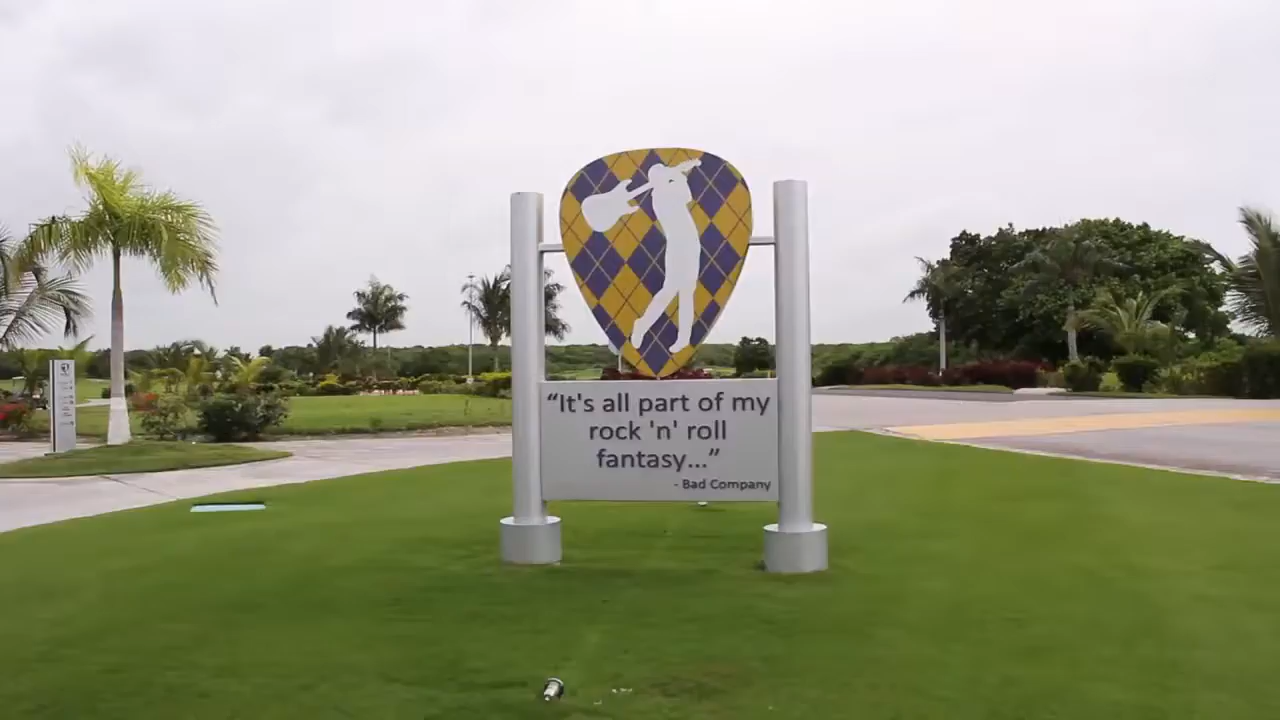 “It's all part of my
rock 'n' roll
fantasy...”
- Bad Company